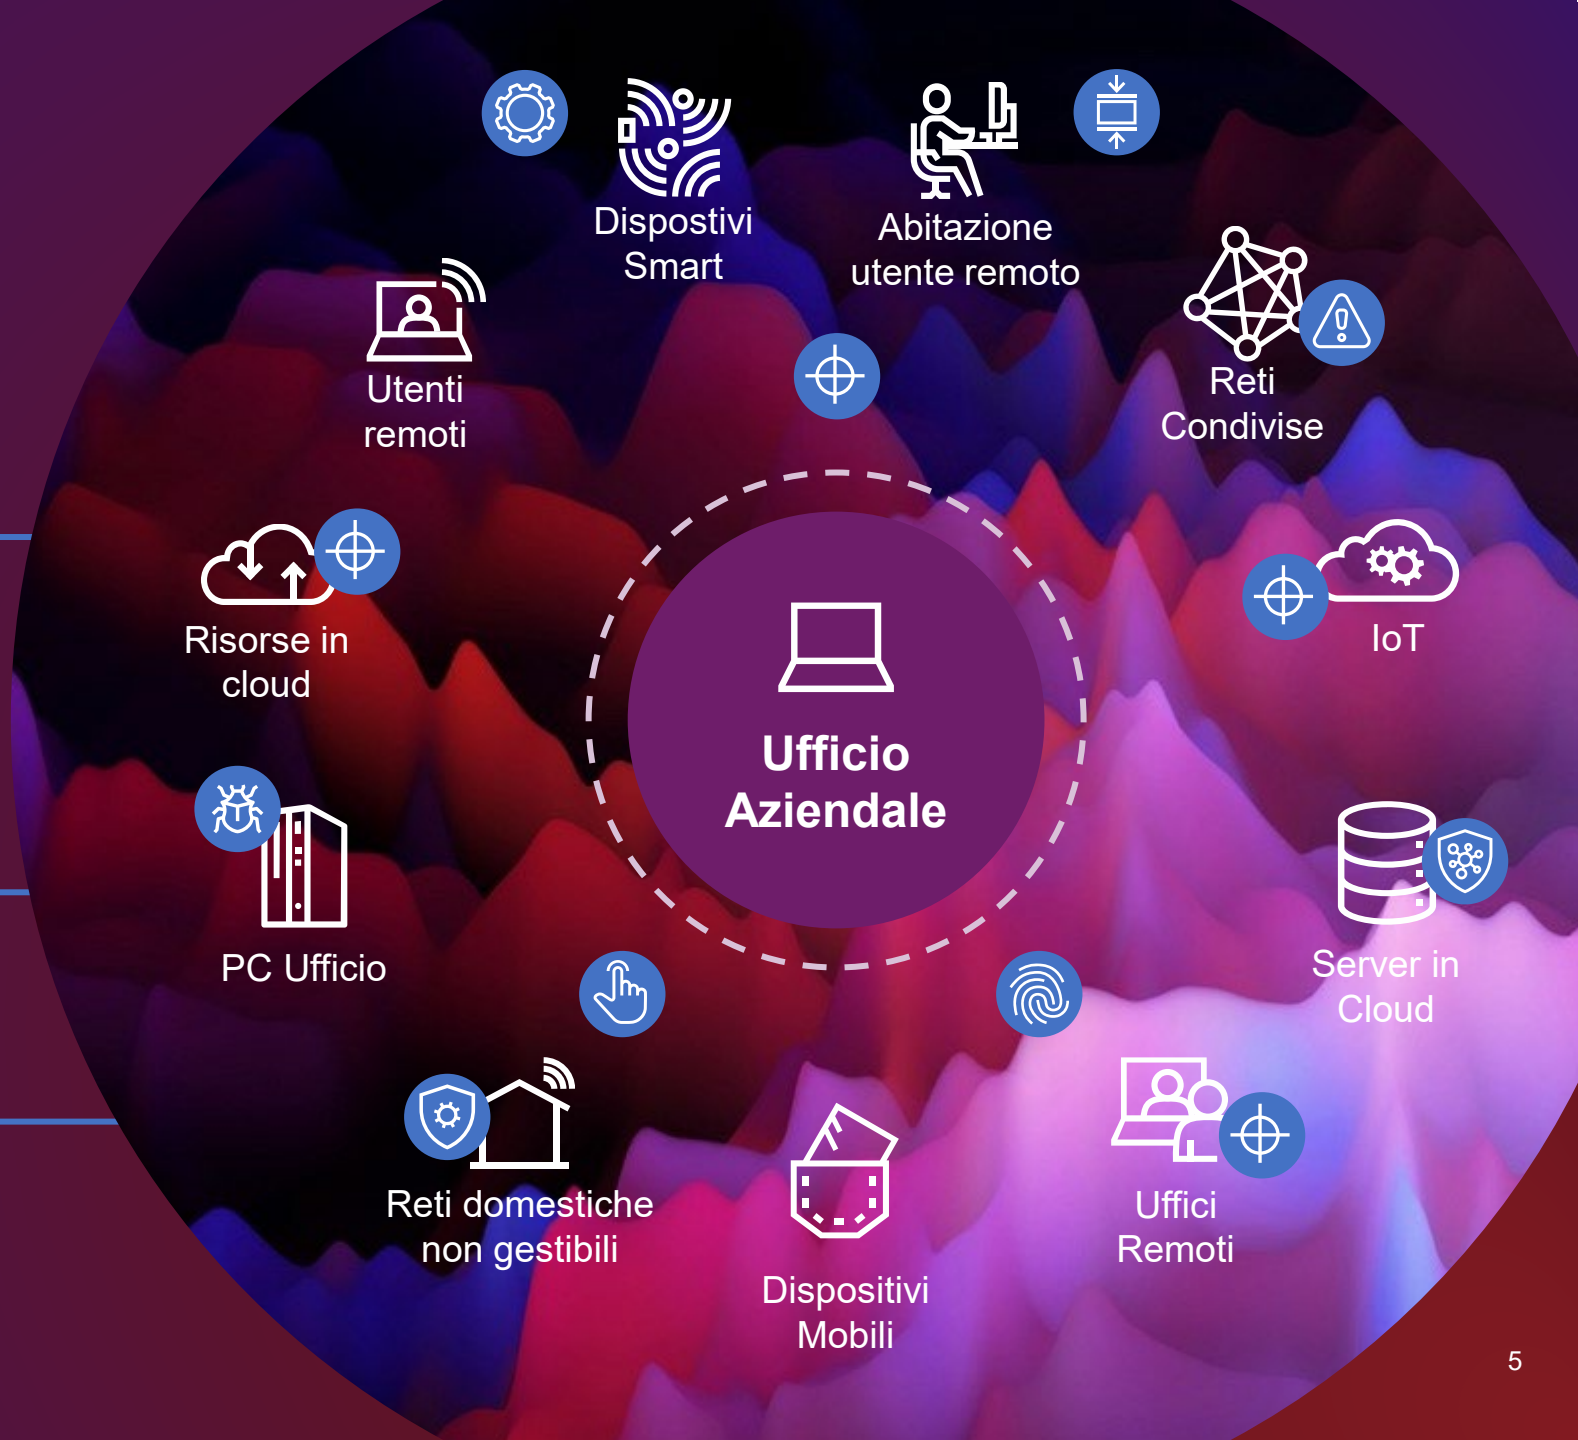 Dispostivi
Smart
Abitazione
utente remoto
Utenti
remoti
Reti
Condivise
Risorse in
cloud
IoT
Ufficio
Aziendale
PC Ufficio
Server in
Cloud
Reti domestiche
non gestibili
Uffici
Remoti
Dispositivi
Mobili
5